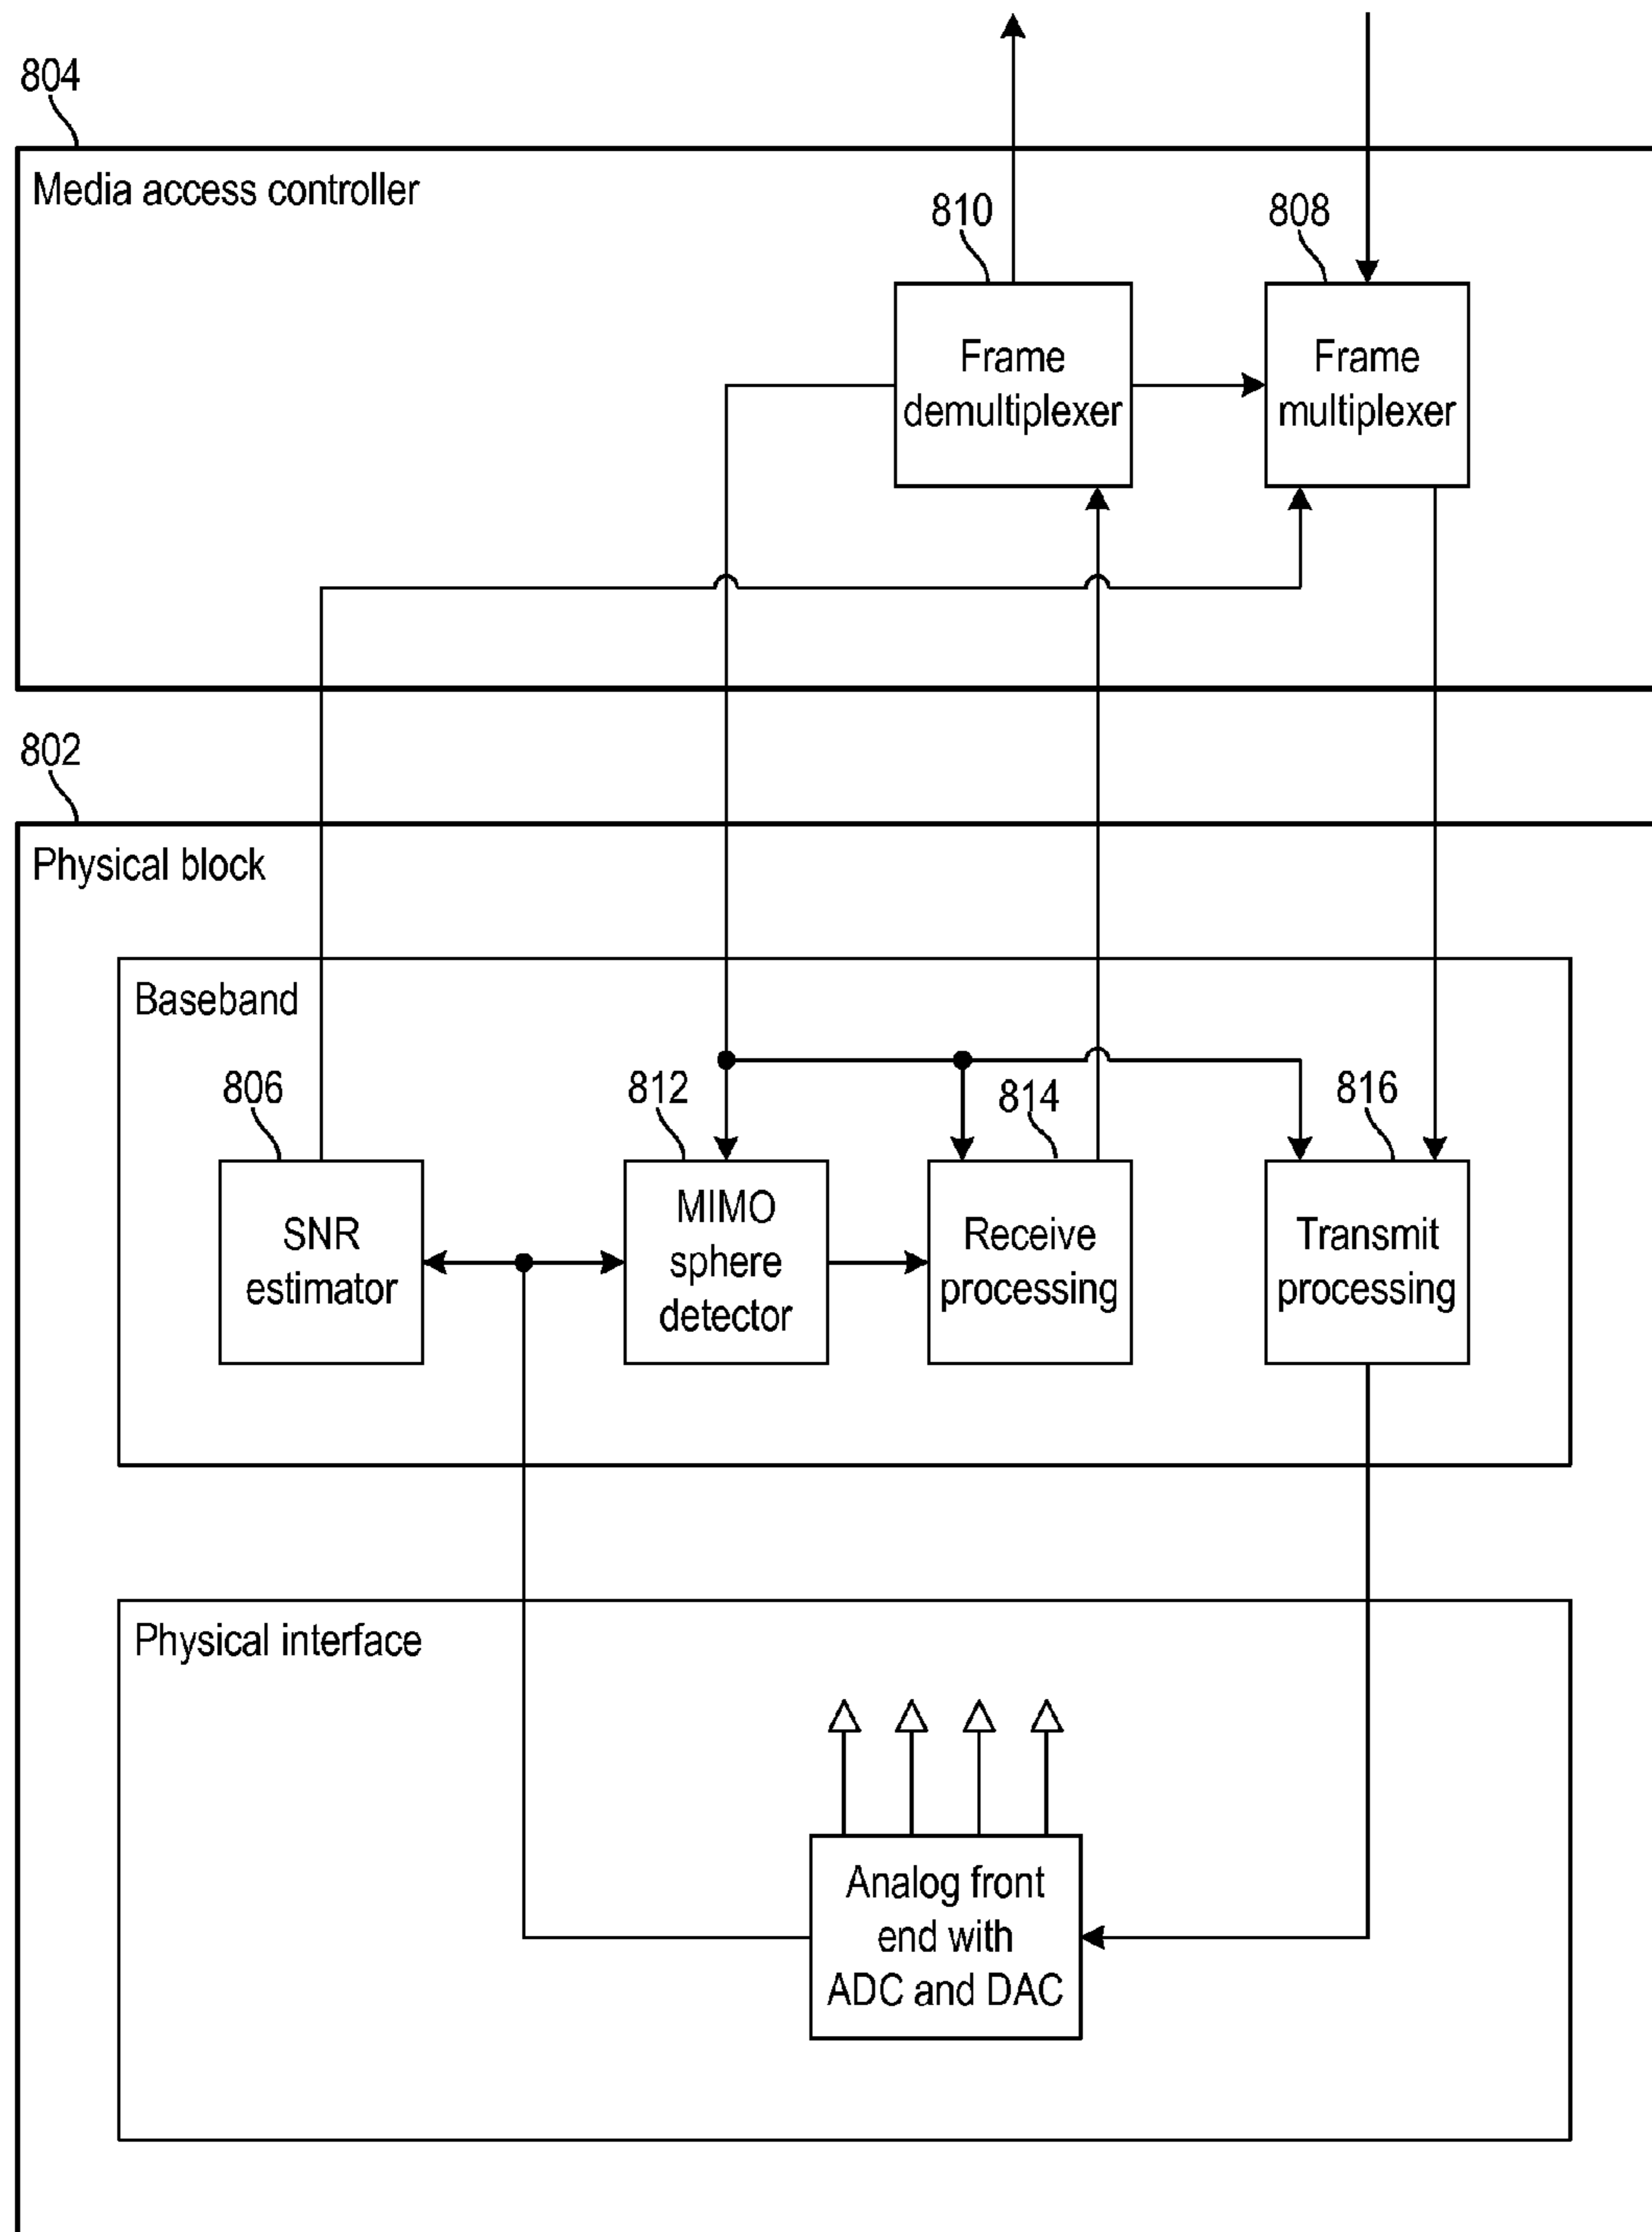 804
Media access controller
810
808
Frame
demultiplexer
Frame
multiplexer
802
Physical block
Baseband
806
812
814
816
SNR
estimator
MIMO
sphere
detector
Receive
processing
Transmit
processing
Physical interface
Analog front
end with
ADC and DAC